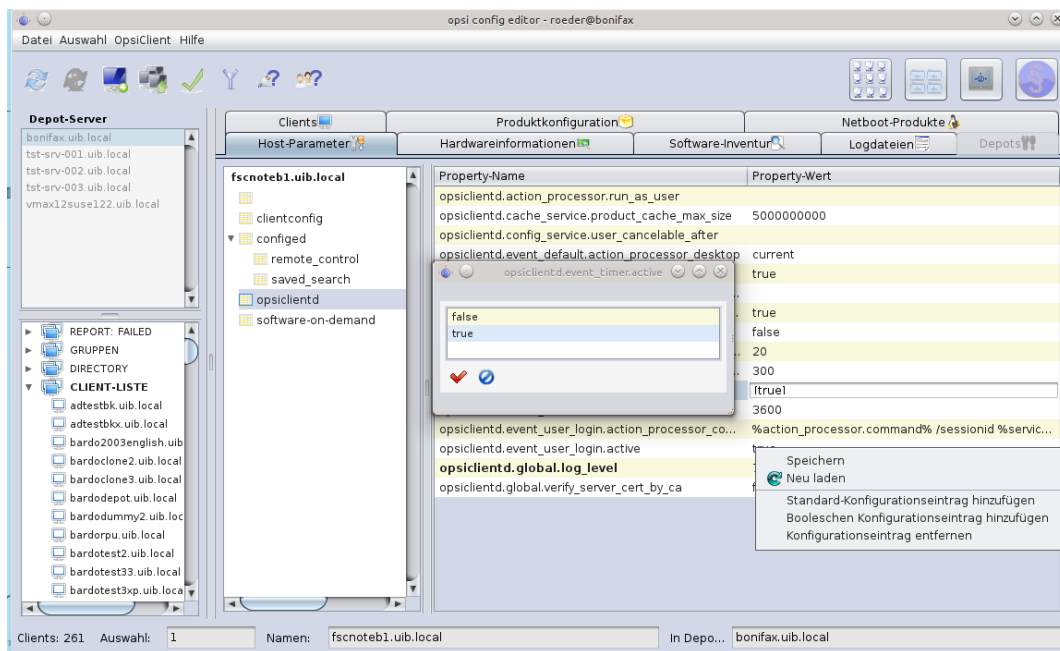 opsi config editor - roeder@bonifax
Datei Auswahl OpsiClient Hilfe
Depot-Server
bonifax.uib.local
tst-srv-001.uib.local
tst-srv-002.uib.local
tst-srv-003.uib.local
vmax12suse122.uib.local
REPORT: FAILED
GRUPPEN
DIRECTORY
CLIENT-LISTE
adtestbk.uib.local
adtestbkx.uib.local
bardo2003english.uib
bardoclone2.uib.local
bardoclone3.uib.local
bardodepot.uib.local
bardodummy2.uib.loc
bardorpu.uib.local
bardotest2.uib.local
bardotest33.uib.local
bardotest3xp.uib.loca
Clients Produktkonfiguration Netboot-Produkte
Host-Parameter Hardwareinformationen Software-Inventur Logdateien Depots
fscnoteb1.uib.local
clientconfig
configed
remote_control
saved_search
opsiclientd
software-on-demand
Property-Name Property-Wert
opsiclientd.action_processor.run_as_user
opsiclientd.cache_service.product_cache_max_size 5000000000
opsiclientd.config_service.user_cancelable_after
opsiclientd.event_default.action_processor_desktop current
true
true
false
20
300
[true]
3600
opsiclientd.event_user_login.action_processor_co... %action_processor.command% /sessionid %servic...
opsiclientd.event_user_login.active
opsiclientd.global.log_level
opsiclientd.global.verify_server_cert_by_ca
opsiclientd.event_timer.active
false
true
Speichern
Neu laden
Standard-Konfigurationseintrag hinzufügen
Booleschen Konfigurationseintrag hinzufügen
Konfigurationseintrag entfernen
Clients: 261 Auswahl: 1 Namen: fscnoteb1.uib.local In Depo... bonifax.uib.local